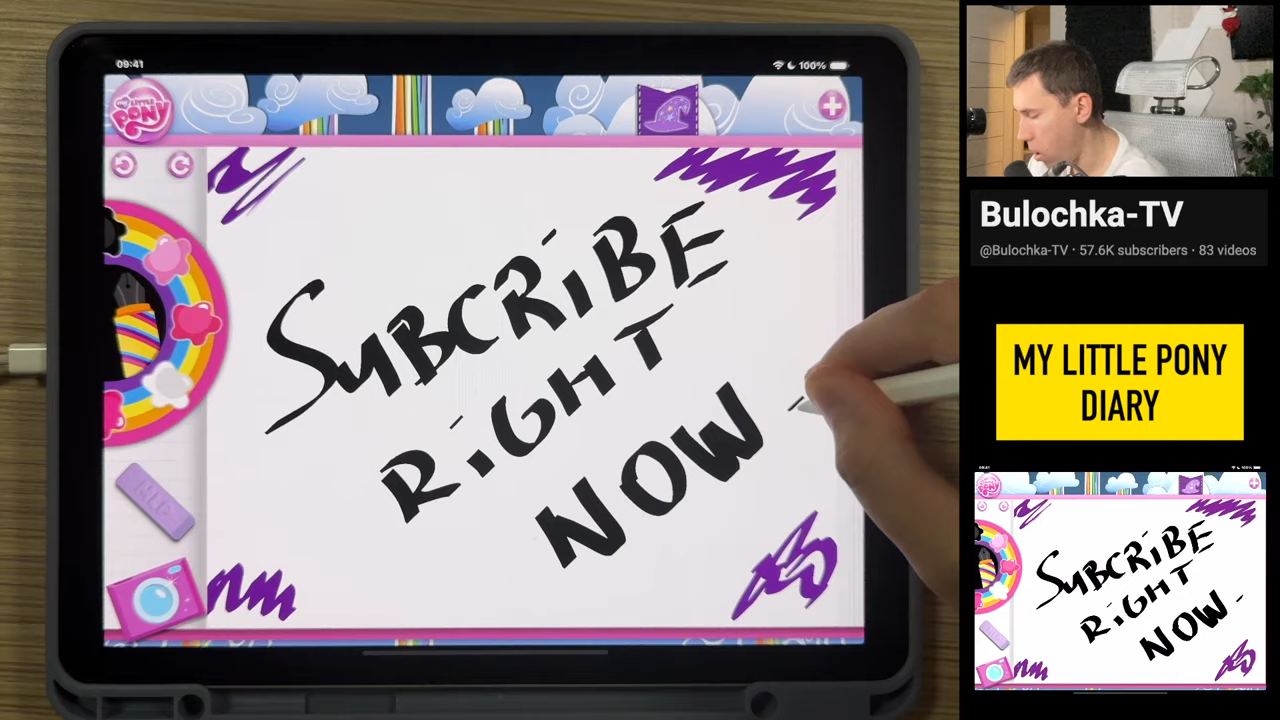 09:41
100%
MY LITTLE PONY
SUBCRiBE
RiGHT
NOW
MLP
Bulochka-TV
@Bulochka-TV · 57.6K subscribers · 83 videos
MY LITTLE PONY
DIARY
SUBCRiBE
RiGHT
NOW